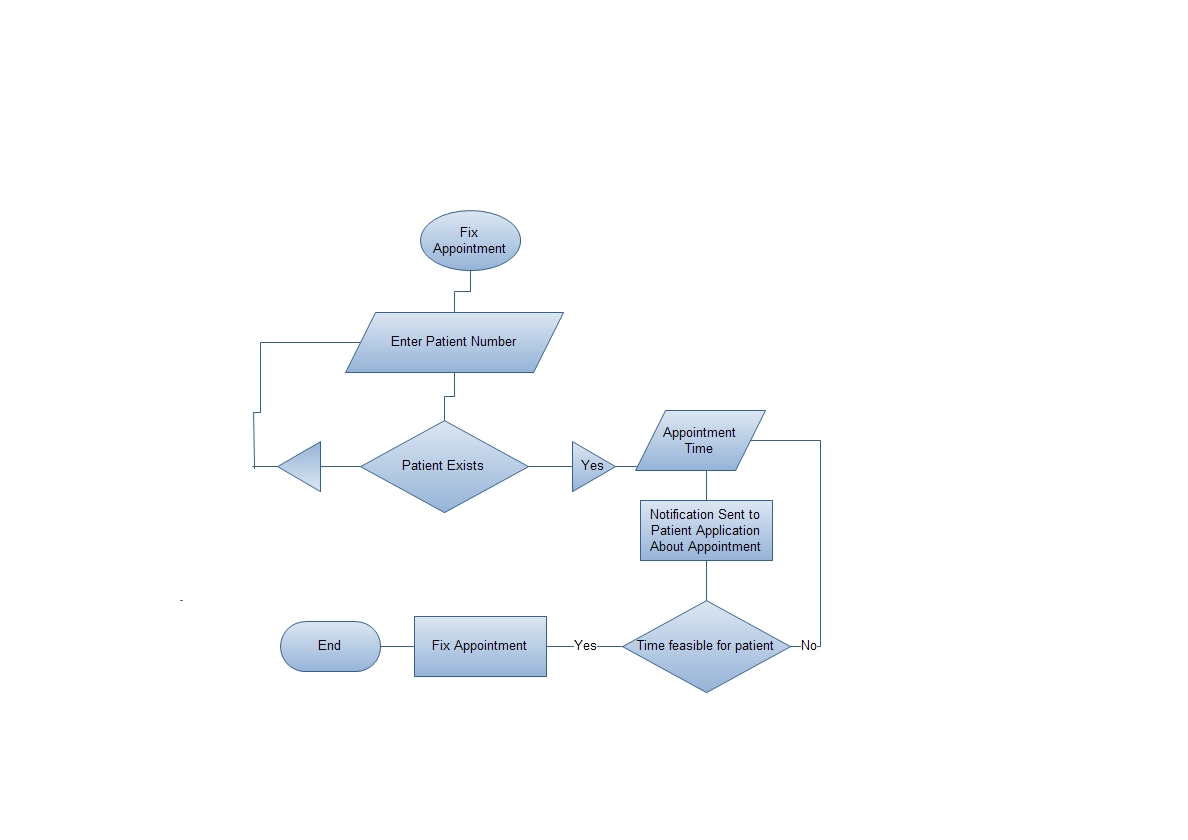 Fix
Appointment
Enter Patient Number
Patient Exists
Yes
Appointment
Time
Notification Sent to
Patient Application
About Appointment
Time feasible for patient
No
Yes
Fix Appointment
End
-